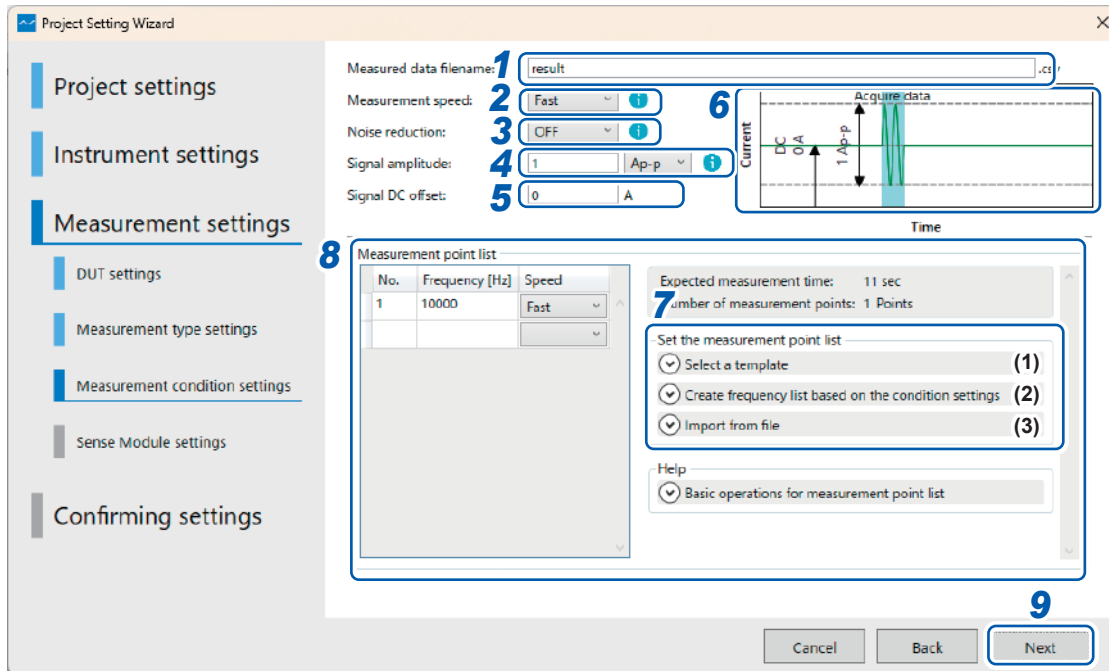 Project Setting Wizard
Project settings
Instrument settings
Measurement settings
DUT settings
Measurement type settings
Measurement condition settings
Sense Module settings
Confirming settings
Measured data filename: 1 result .csv
Measurement speed: 2 Fast
Noise reduction: 3 OFF
Signal amplitude: 4 1 Ap-p
Signal DC offset: 5 0 A
6
Acquire data
Current
DC
0 A
1 Ap-p
Time
8
Measurement point list
No. Frequency [Hz] Speed
1 10000 Fast
Expected measurement time: 11 sec
Number of measurement points: 1 Points
7
Set the measurement point list
Select a template (1)
Create frequency list based on the condition settings (2)
Import from file (3)
Help
Basic operations for measurement point list
9
Cancel Back Next